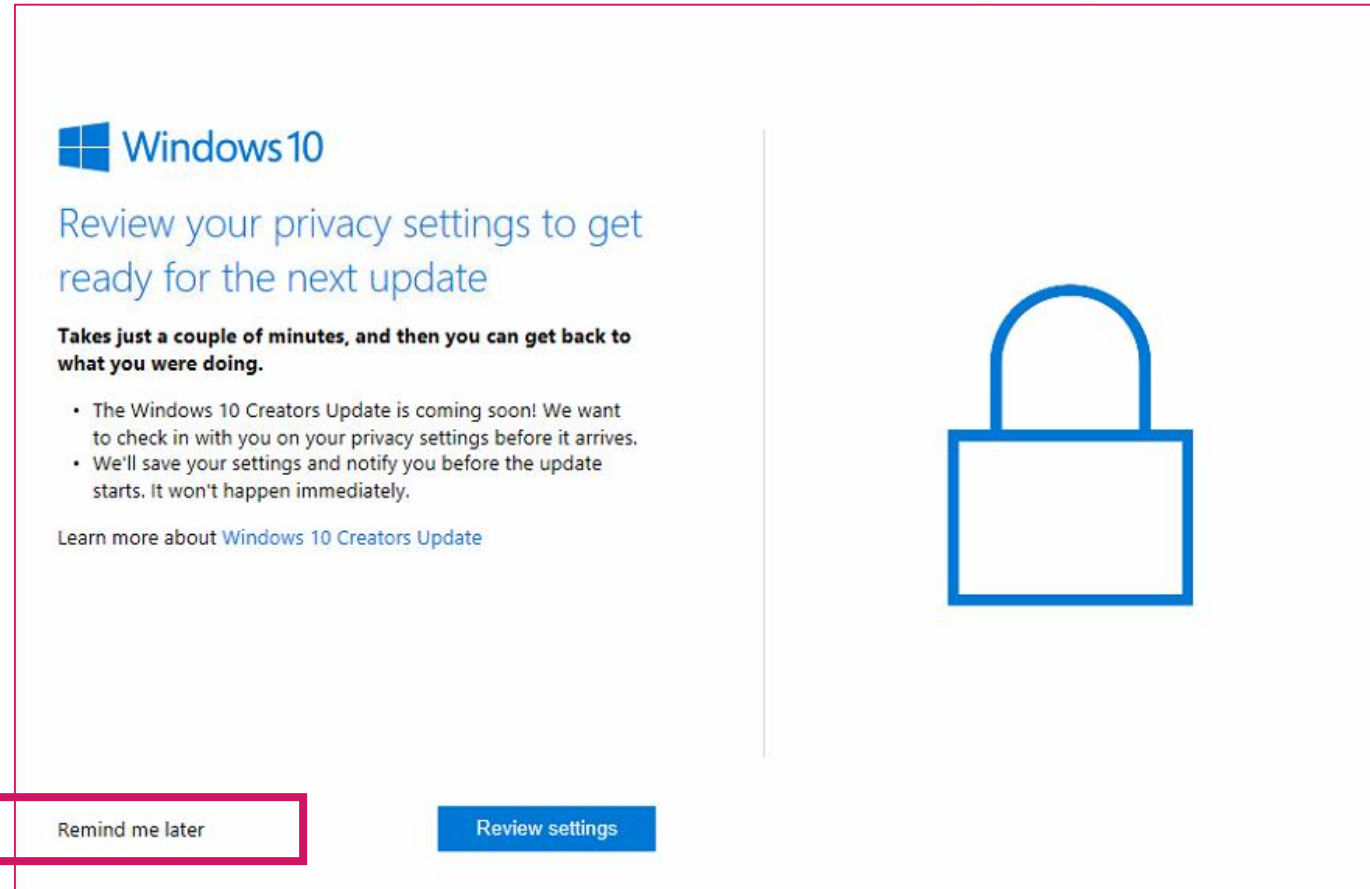 Windows 10
Review your privacy settings to get
ready for the next update
Takes just a couple of minutes, and then you can get back to
what you were doing.
• The Windows 10 Creators Update is coming soon! We want
to check in with you on your privacy settings before it arrives.
• We'll save your settings and notify you before the update
starts. It won't happen immediately.
Learn more about Windows 10 Creators Update
Remind me later
Review settings